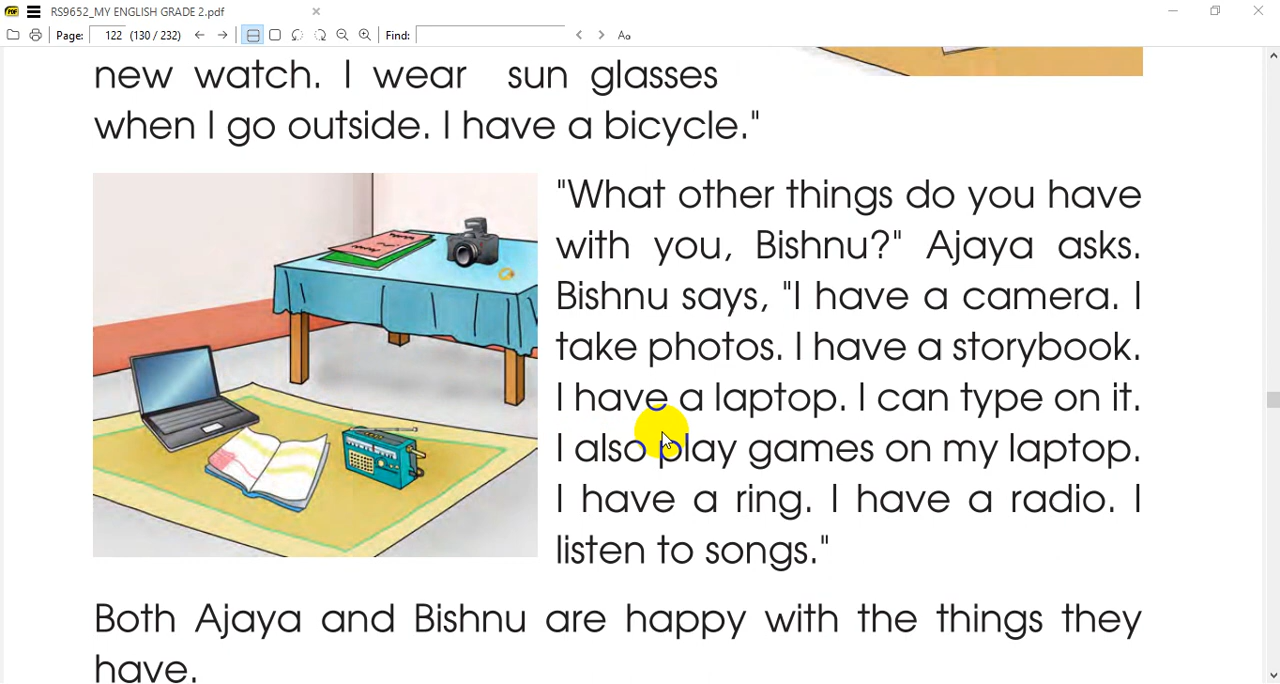 RS9652_MY ENGLISH GRADE 2.pdf
Page: 122 (130 / 232) Find: Aa
new watch. I wear sun glasses
when I go outside. I have a bicycle."
"What other things do you have
with you, Bishnu?" Ajaya asks.
Bishnu says, "I have a camera. I
take photos. I have a storybook.
I have a laptop. I can type on it.
I also play games on my laptop.
I have a ring. I have a radio. I
listen to songs."
Both Ajaya and Bishnu are happy with the things they
have.